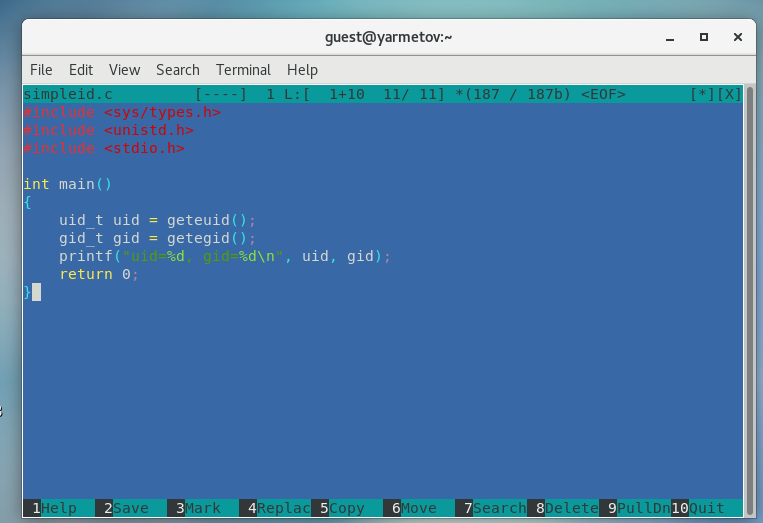 guest@yarmetov:~
File Edit View Search Terminal Help
simpleid.c [----] 1 L:[ 1+10 11/ 11] *(187 / 187b) <EOF> [*][X]
#include <sys/types.h>
#include <unistd.h>
#include <stdio.h>
int main()
{
    uid_t uid = geteuid();
    gid_t gid = getegid();
    printf("uid=%d, gid=%d\n", uid, gid);
    return 0;
}
1Help 2Save 3Mark 4Replac 5Copy 6Move 7Search 8Delete 9PullDn 10Quit